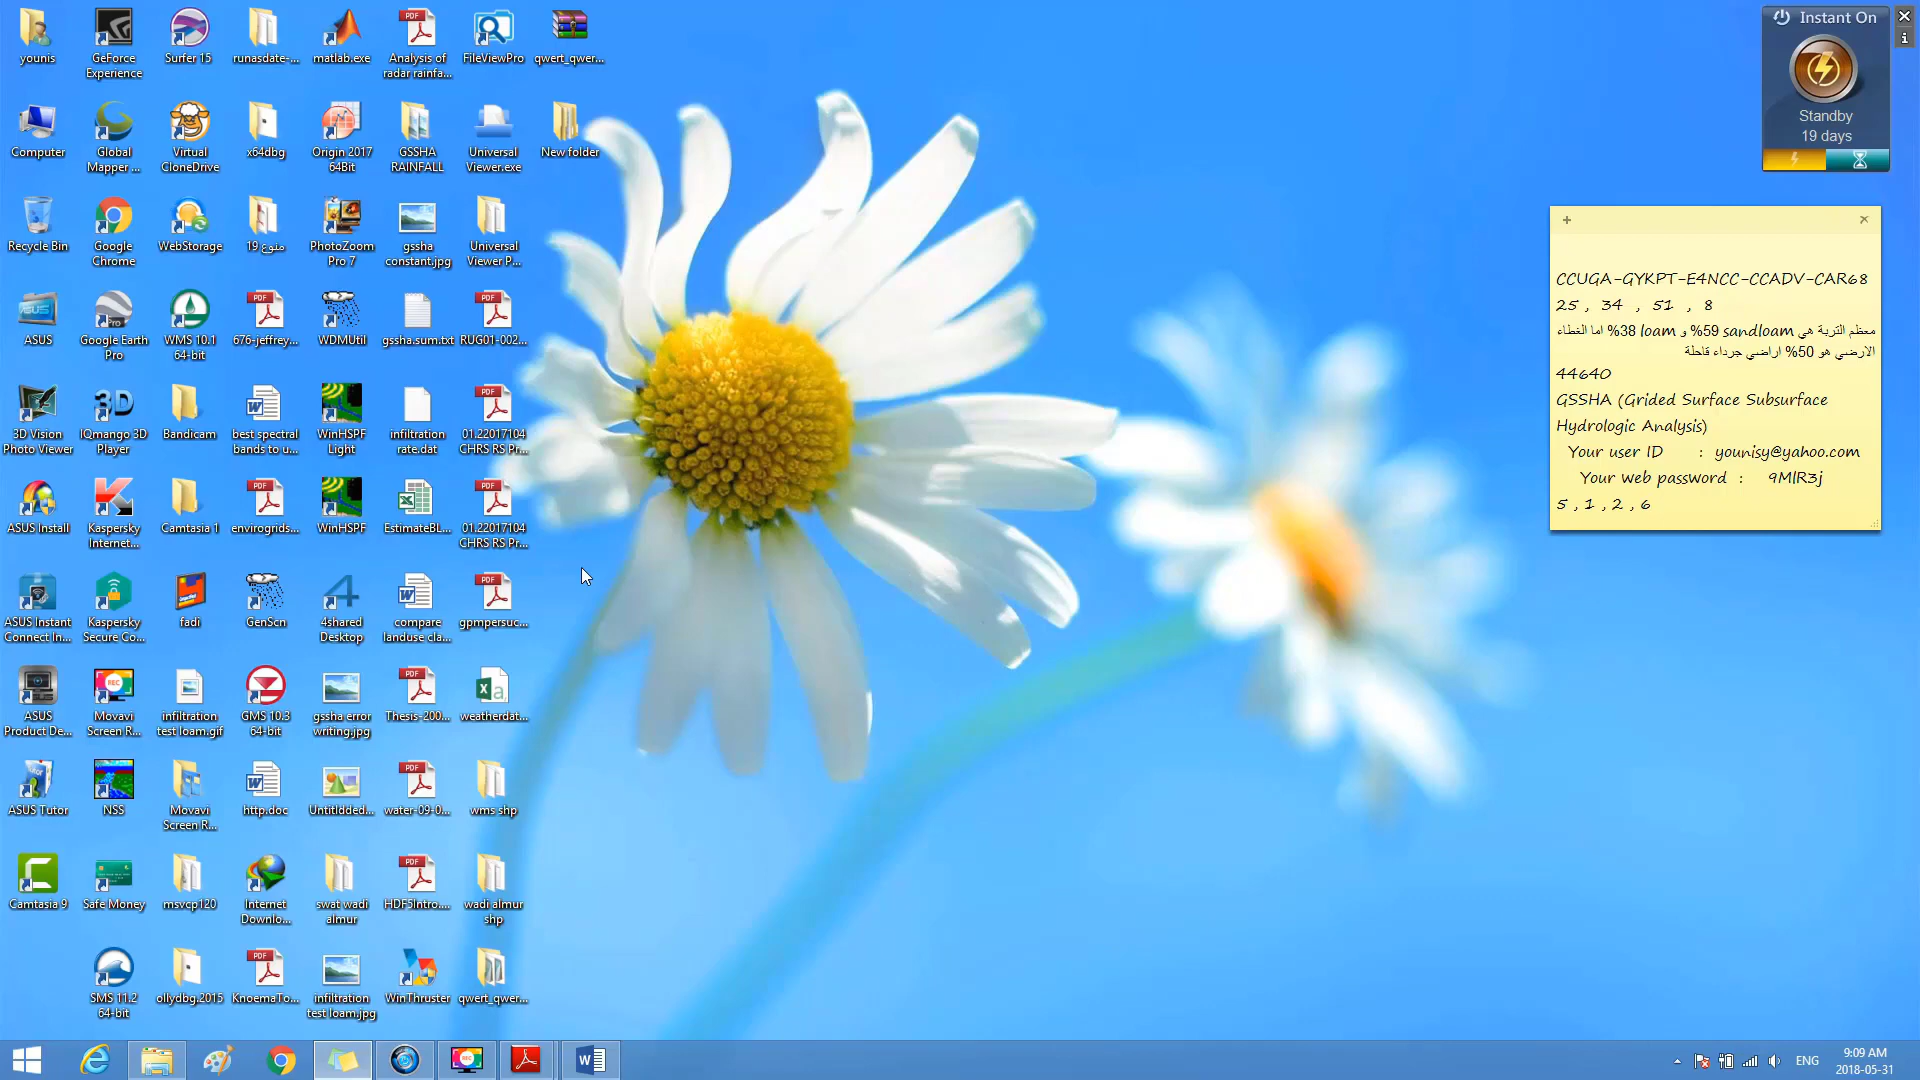 younis
GeForce Experience
Surfer 15
runasdate-...
matlab.exe
Analysis of radar rainfa...
FileViewPro
qwert_qwer...
Computer
Global Mapper ...
Virtual CloneDrive
x64dbg
Origin 2017 64Bit
GSSHA RAINFALL
Universal Viewer.exe
New folder
Recycle Bin
Google Chrome
WebStorage
منوع 19
PhotoZoom Pro 7
gssha constant.jpg
Universal Viewer P...
ASUS
Google Earth Pro
WMS 10.1 64-bit
676-jeffrey...
WDMUtil
gssha.sum.txt
RUG01-002...
3D Vision Photo Viewer
IQmango 3D Player
Bandicam
best spectral bands to u...
WinHSPF Light
infiltration rate.dat
01.22017104 CHRS RS Pr...
ASUS Install
Kaspersky Internet...
Camtasia 1
envirogrids...
WinHSPF
EstimateBL...
01.22017104 CHRS RS Pr...
ASUS Instant Connect In...
Kaspersky Secure Co...
fadi
GenScn
4shared Desktop
compare landuse cla...
gpmpersuc...
ASUS Product De...
Movavi Screen R...
infiltration test loam.gif
GMS 10.3 64-bit
gssha error writing.jpg
Thesis-200...
weatherdat...
ASUS Tutor
NSS
Movavi Screen R...
http.doc
Untitldded...
water-09-0...
wms shp
Camtasia 9
Safe Money
msvcp120
Internet Downlo...
swat wadi almur
HDF5Intro....
wadi almur shp
SMS 11.2 64-bit
ollydbg.2015
KnoemaTo...
infiltration test loam.jpg
WinThruster
qwert_qwer...
Instant On
Standby
19 days
CCUGA-GYKPT-E4NCC-CCADV-CAR68
25 , 34 , 51 , 8
معظم التربة هي sandloam %59 و loam %38 اما الغطاء
الارضي هو 50% اراضي جرداء قاحلة
44640
GSSHA (Grided Surface Subsurface
Hydrologic Analysis)
Your user ID : younisy@yahoo.com
Your web password : 9MlR3j
5 , 1 , 2 , 6
ENG
9:09 AM
2018-05-31